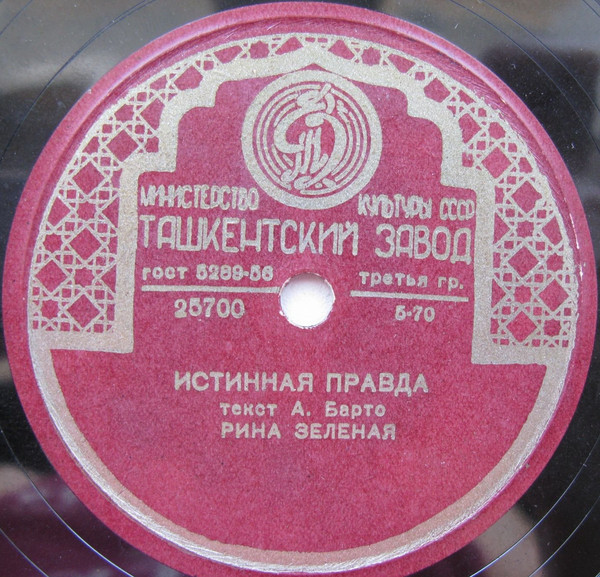 МИНИСТЕРСТВО КУЛЬТУРЫ СССР
ТАШКЕНТСКИЙ ЗАВОД
гост 5289-56 третья гр.
25700 5-70
ИСТИННАЯ ПРАВДА
текст А. Барто
РИНА ЗЕЛЕНАЯ